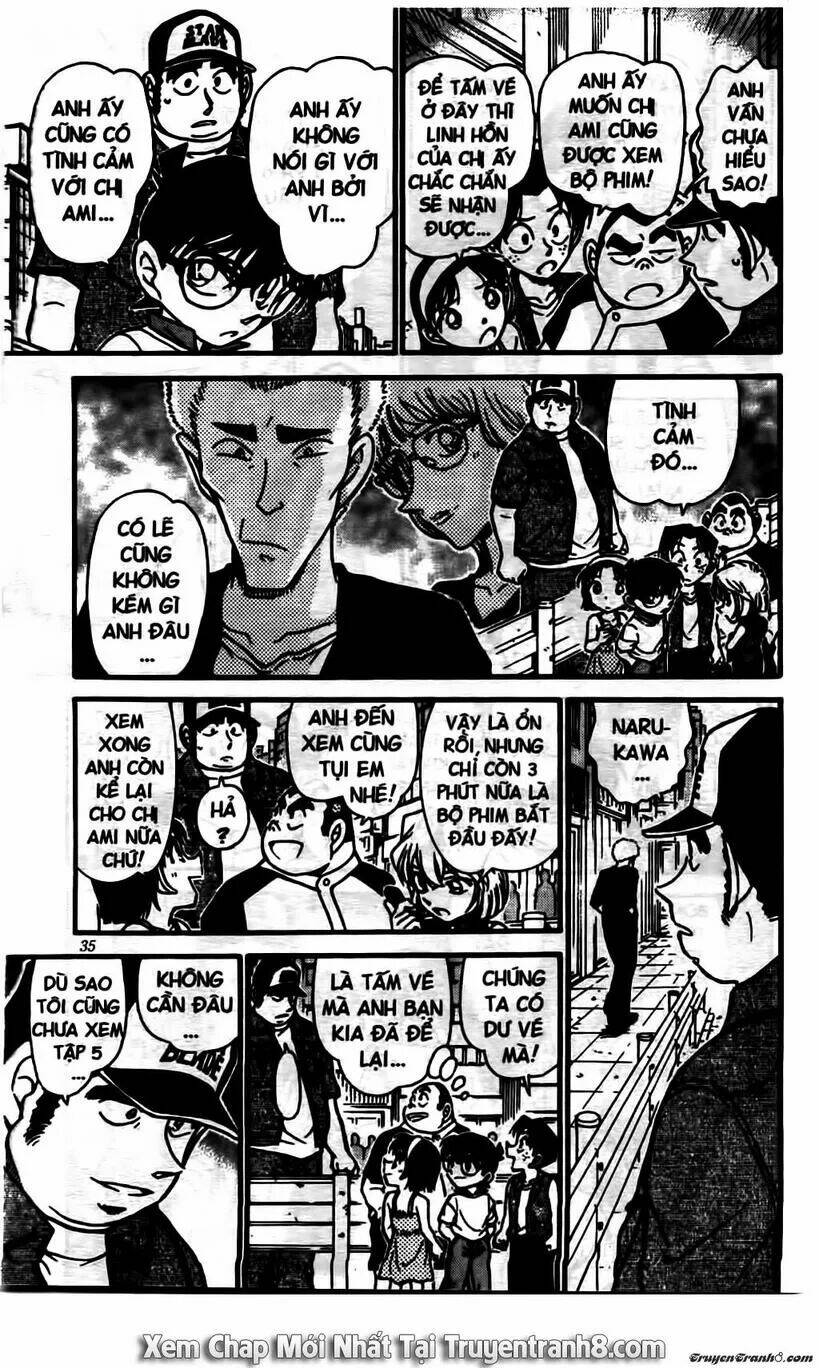 ANH
VẪN
CHƯA
HIỂU
SAO!
ANH ẤY
MUỐN CHỊ
AMI CŨNG
ĐƯỢC XEM
BỘ PHIM!
ĐỂ TẤM VÉ
Ở ĐÂY THÌ
LINH HỒN
CỦA CHỊ ẤY
CHẮC CHẮN
SẼ NHẬN
ĐƯỢC...
ANH ẤY
KHÔNG
NÓI GÌ VỚI
ANH BỞI
VÌ...
ANH ẤY
CŨNG CÓ
TÌNH CẢM
VỚI CHỊ
AMI...
STAR
TÌNH
CẢM
ĐÓ...
CÓ LẼ
CŨNG
KHÔNG
KÉM GÌ
ANH ĐÂU
...
NARU-
KAWA
...
VẬY LÀ ỔN
RỒI, NHƯNG
CHỈ CÒN 3
PHÚT NỮA LÀ
BỘ PHIM BẮT
ĐẦU ĐẤY!
ANH ĐẾN
XEM CÙNG
TỤI EM
NHÉ!
HẢ
?
XEM
XONG
ANH CÒN
KỂ LẠI
CHO CHỊ
AMI NỮA
CHỨ!
35
CHÚNG
TA CÓ
DƯ VÉ
MÀ!
LÀ TẤM VÉ
MÀ ANH BẠN
KIA ĐÃ ĐỂ
LẠI...
KHÔNG
CẦN ĐÂU
...
DÙ SAO
TÔI CŨNG
CHƯA XEM
TẬP 5
...
Xem Chap Mới Nhất Tại Truyentranh8.com
TruyenTranh8.com